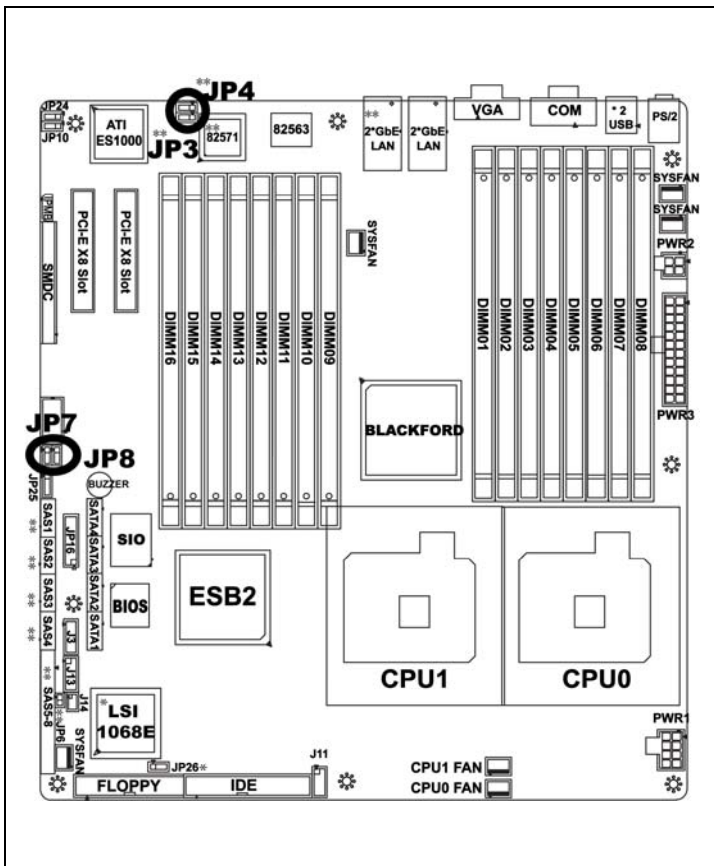 **
JP4
JP24
JP10
ATI
ES1000
**
JP3
**
82571
82563
**
2*GbE
LAN
2*GbE
LAN
VGA
COM
* 2
USB
PS/2
SYSFAN
SYSFAN
PWR2
SYSFAN
IPMB
SMDC
PCI-E X8 Slot
PCI-E X8 Slot
DIMM16
DIMM15
DIMM14
DIMM13
DIMM12
DIMM11
DIMM10
DIMM09
DIMM01
DIMM02
DIMM03
DIMM04
DIMM05
DIMM06
DIMM07
DIMM08
PWR3
BLACKFORD
JP7
JP8
JP25
BUZZER
SAS1
**
SAS2
**
SAS3
**
SAS4
**
JP16
SATA4
SATA3
SATA2
SATA1
SIO
BIOS
ESB2
J3
J13
J14
**
SAS5-8
**
JP6
SYSFAN
*
LSI
1068E
CPU1
CPU0
PWR1
JP26*
J11
FLOPPY
IDE
CPU1 FAN
CPU0 FAN